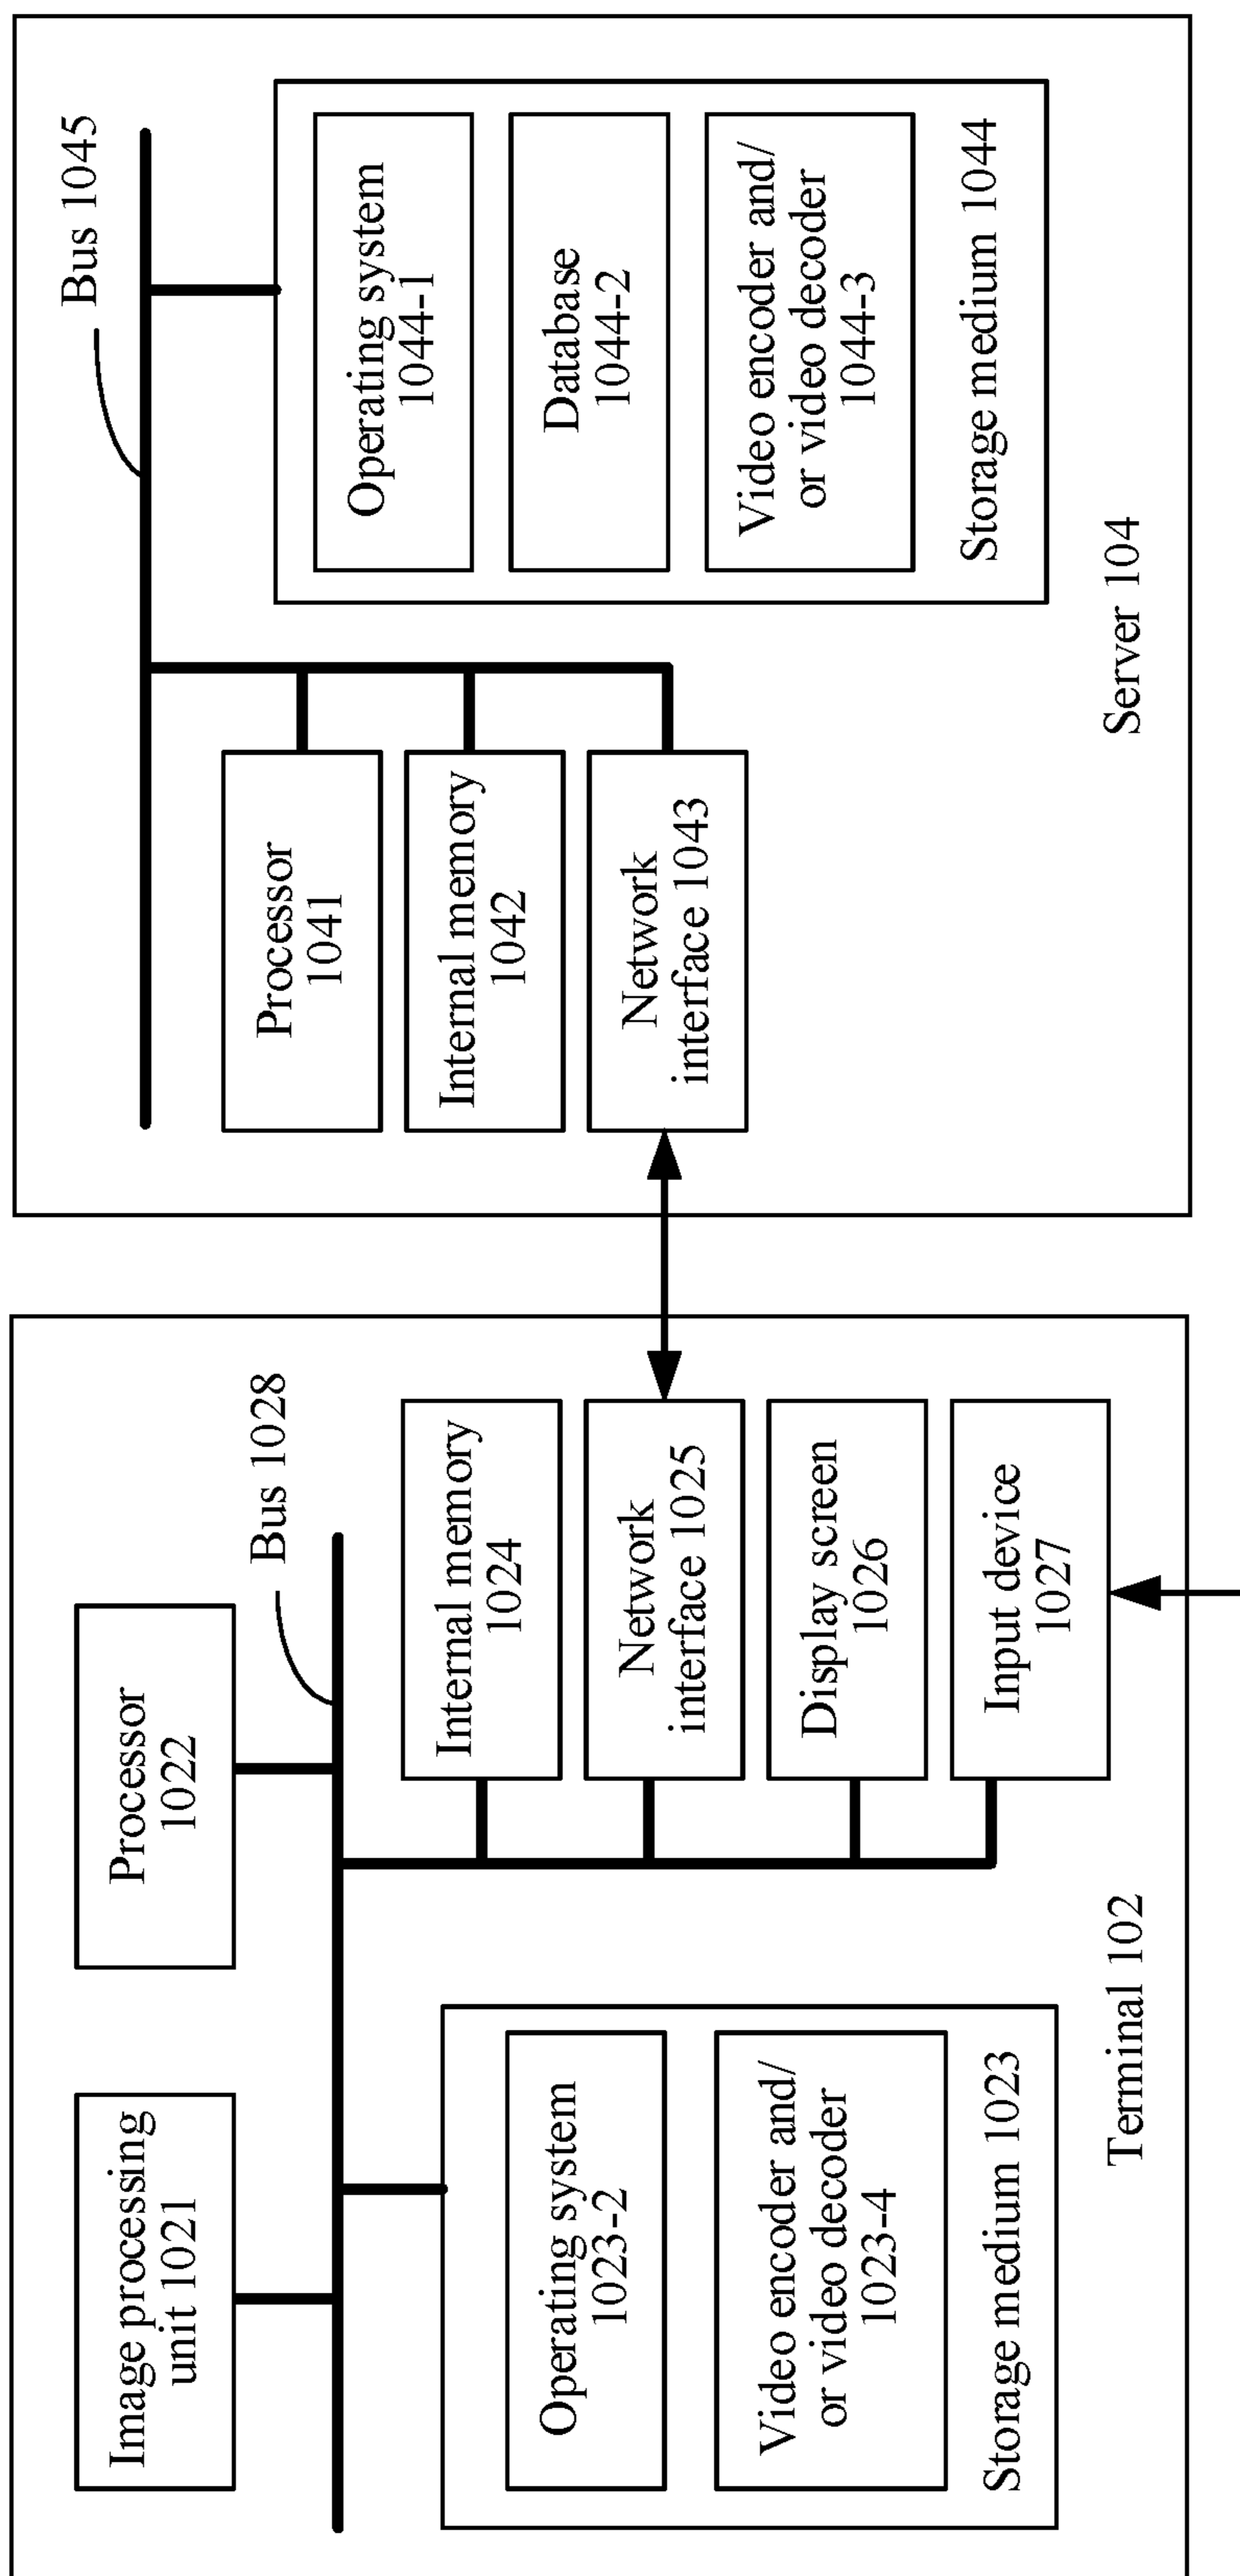 Image processing
unit 1021
Processor
1022
Bus 1028
Operating system
1023-2
Video encoder and/
or video decoder
1023-4
Storage medium 1023
Internal memory
1024
Network
interface 1025
Display screen
1026
Input device
1027
Terminal 102
Bus 1045
Processor
1041
Internal memory
1042
Network
interface 1043
Operating system
1044-1
Database
1044-2
Video encoder and/
or video decoder
1044-3
Storage medium 1044
Server 104